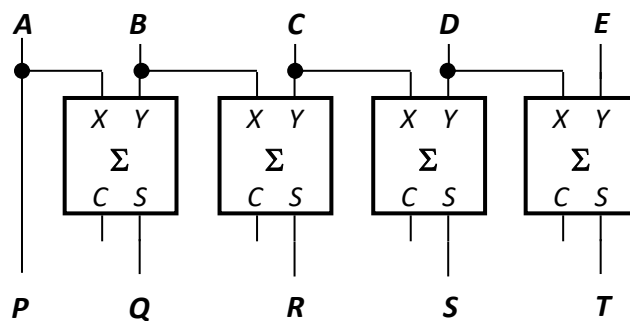 A B C D E
X Y X Y X Y X Y
Σ Σ Σ Σ
C S C S C S C S
P Q R S T